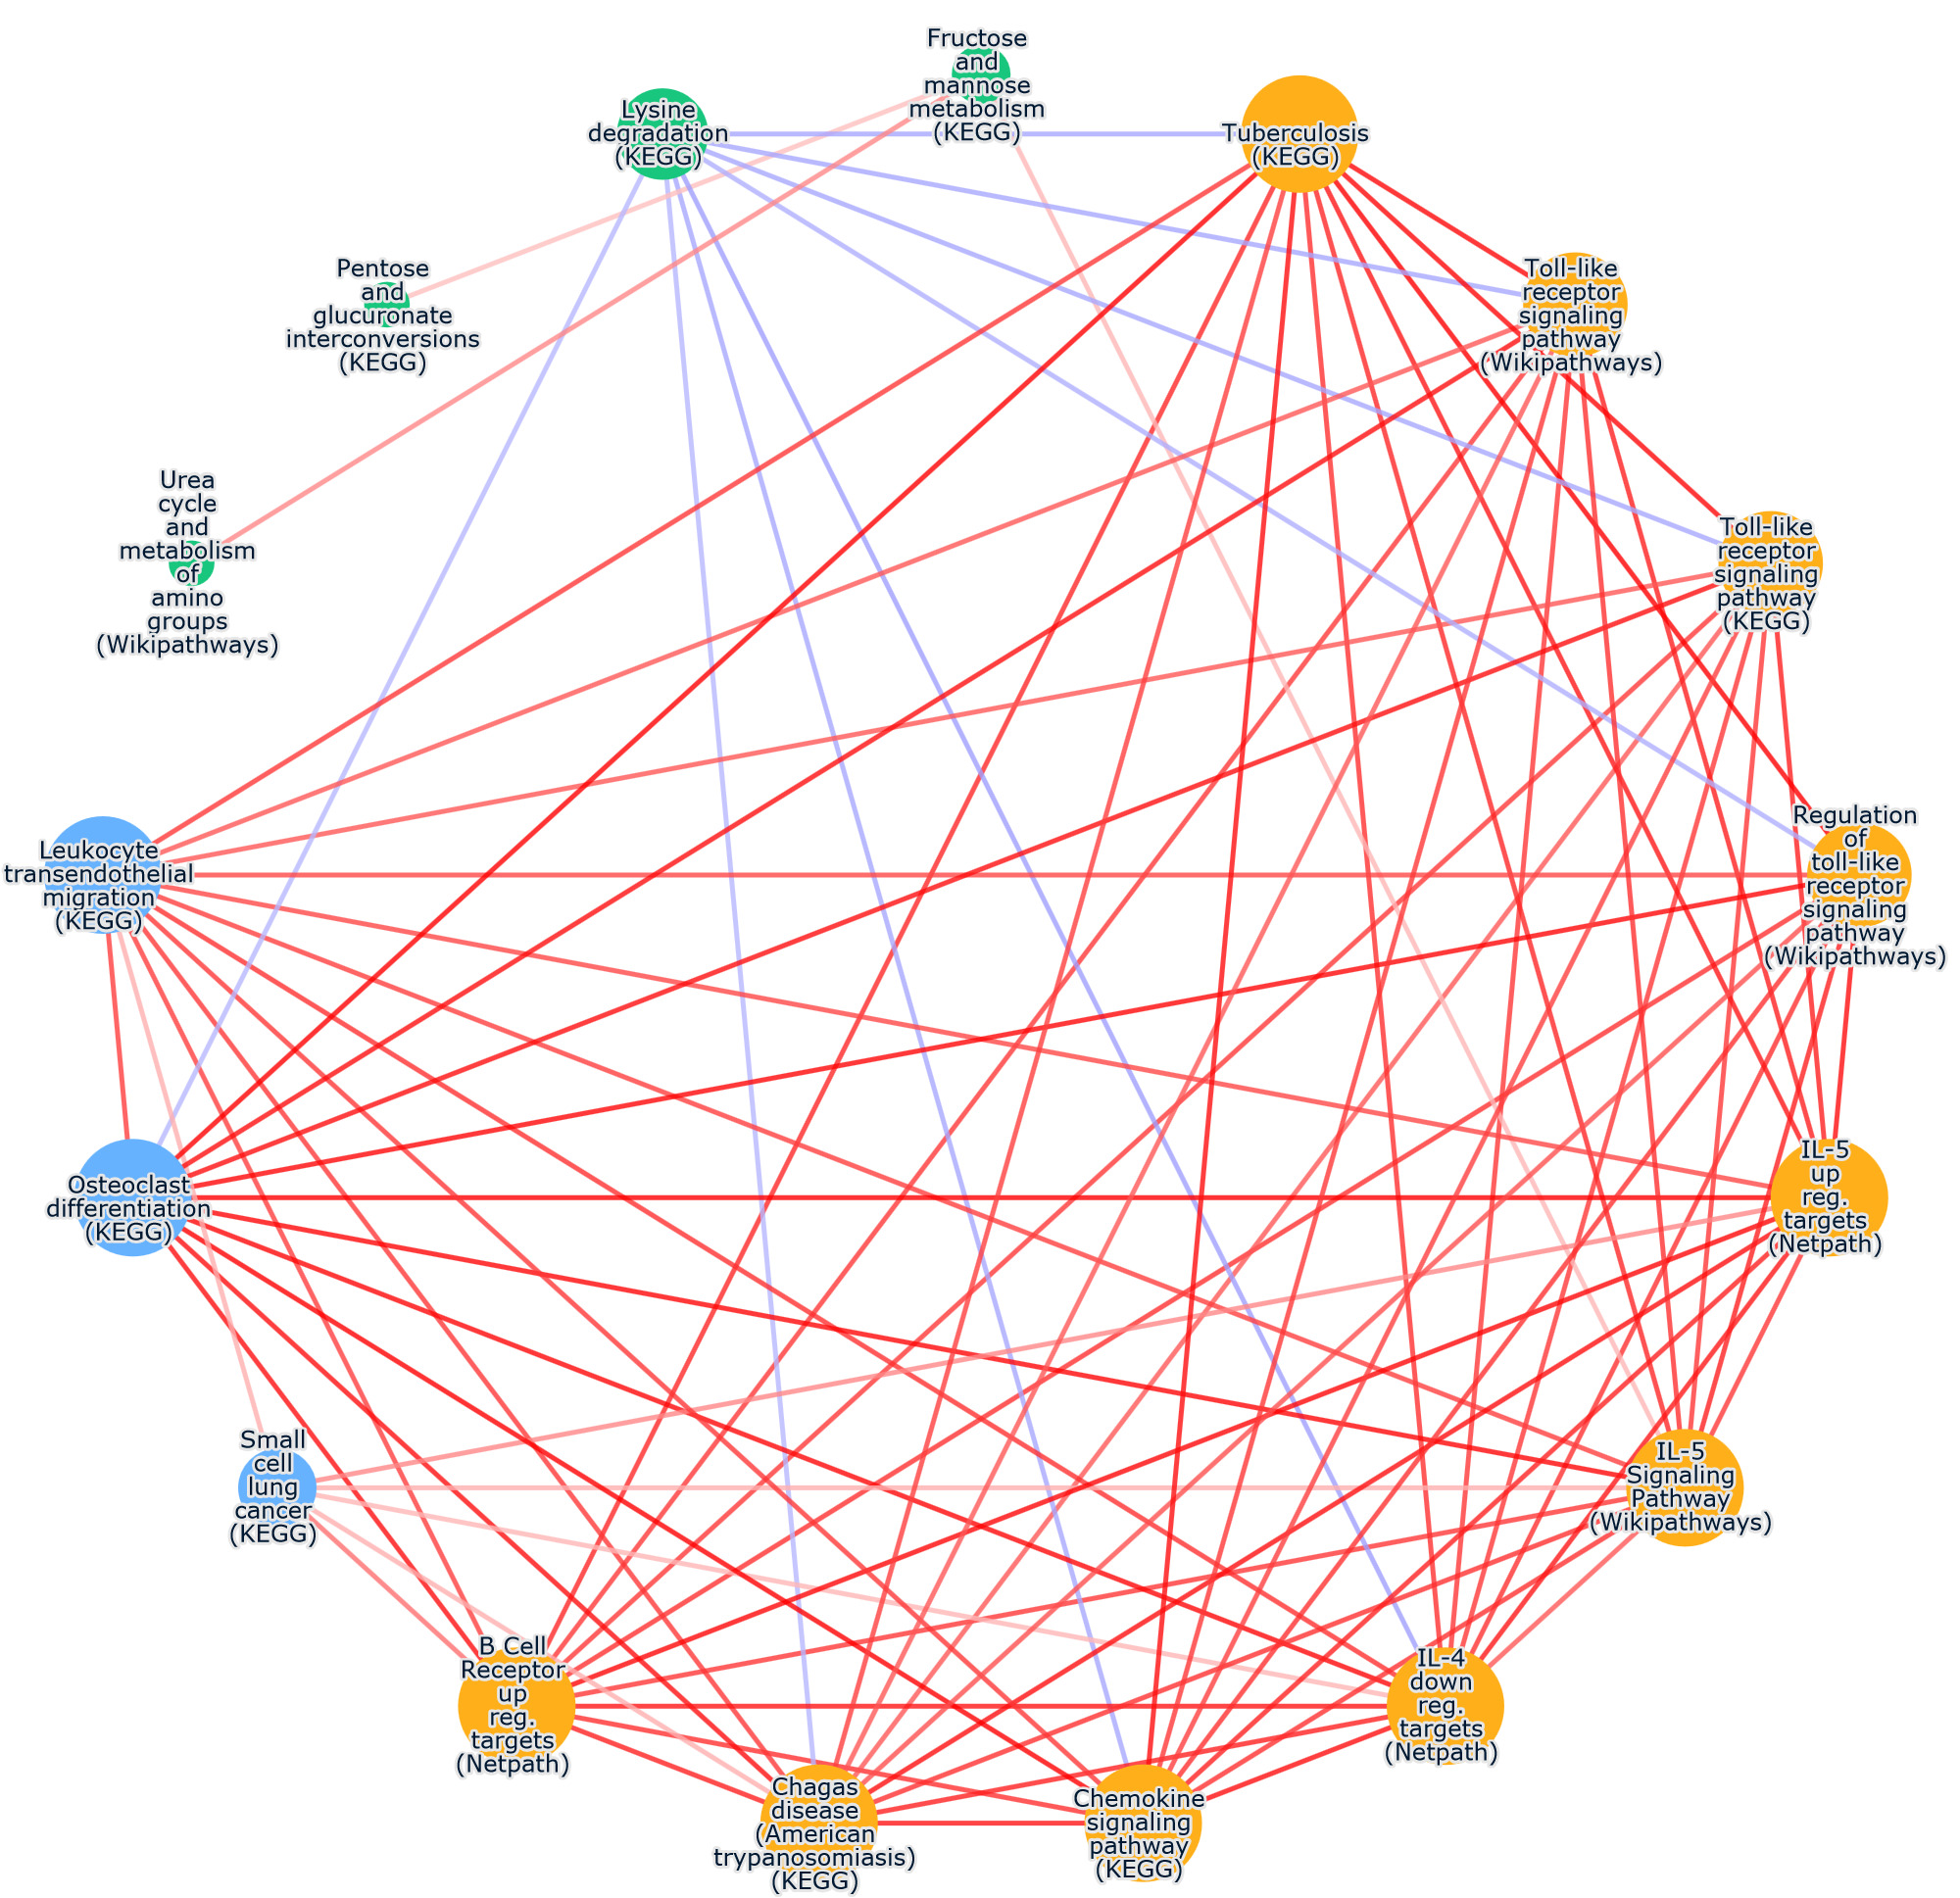 Fructose
and
mannose
metabolism
(KEGG)
Lysine
degradation
(KEGG)
Tuberculosis
(KEGG)
Pentose
and
glucuronate
interconversions
(KEGG)
Toll-like
receptor
signaling
pathway
(Wikipathways)
Urea
cycle
and
metabolism
of
amino
groups
(Wikipathways)
Toll-like
receptor
signaling
pathway
(KEGG)
Leukocyte
transendothelial
migration
(KEGG)
Regulation
of
toll-like
receptor
signaling
pathway
(Wikipathways)
Osteoclast
differentiation
(KEGG)
IL-5
up
reg.
targets
(Netpath)
Small
cell
lung
cancer
(KEGG)
IL-5
Signaling
Pathway
(Wikipathways)
B Cell
Receptor
up
reg.
targets
(Netpath)
IL-4
down
reg.
targets
(Netpath)
Chagas
disease
(American
trypanosomiasis)
(KEGG)
Chemokine
signaling
pathway
(KEGG)